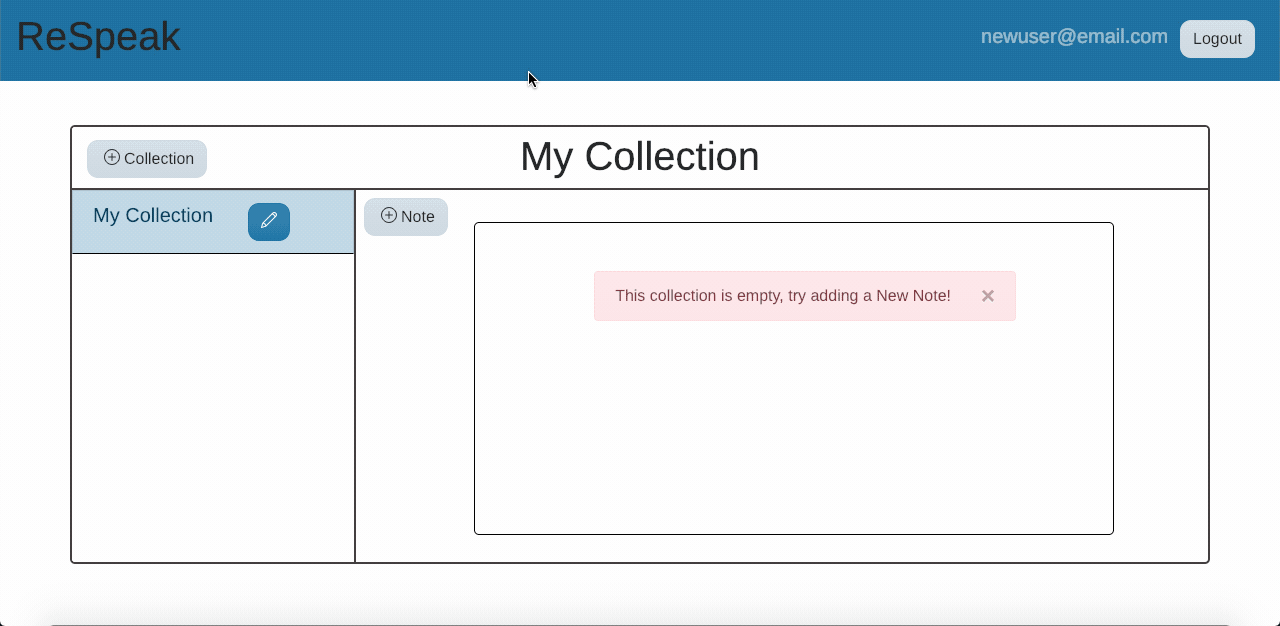 ReSpeak
newuser@email.com
Logout
Collection
My Collection
My Collection
Note
This collection is empty, try adding a New Note!